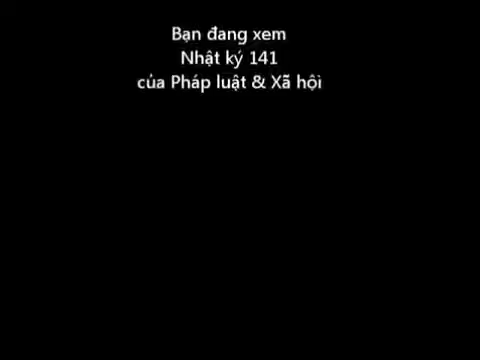 Bạn đang xem
Nhật ký 141
của Pháp luật & Xã hội